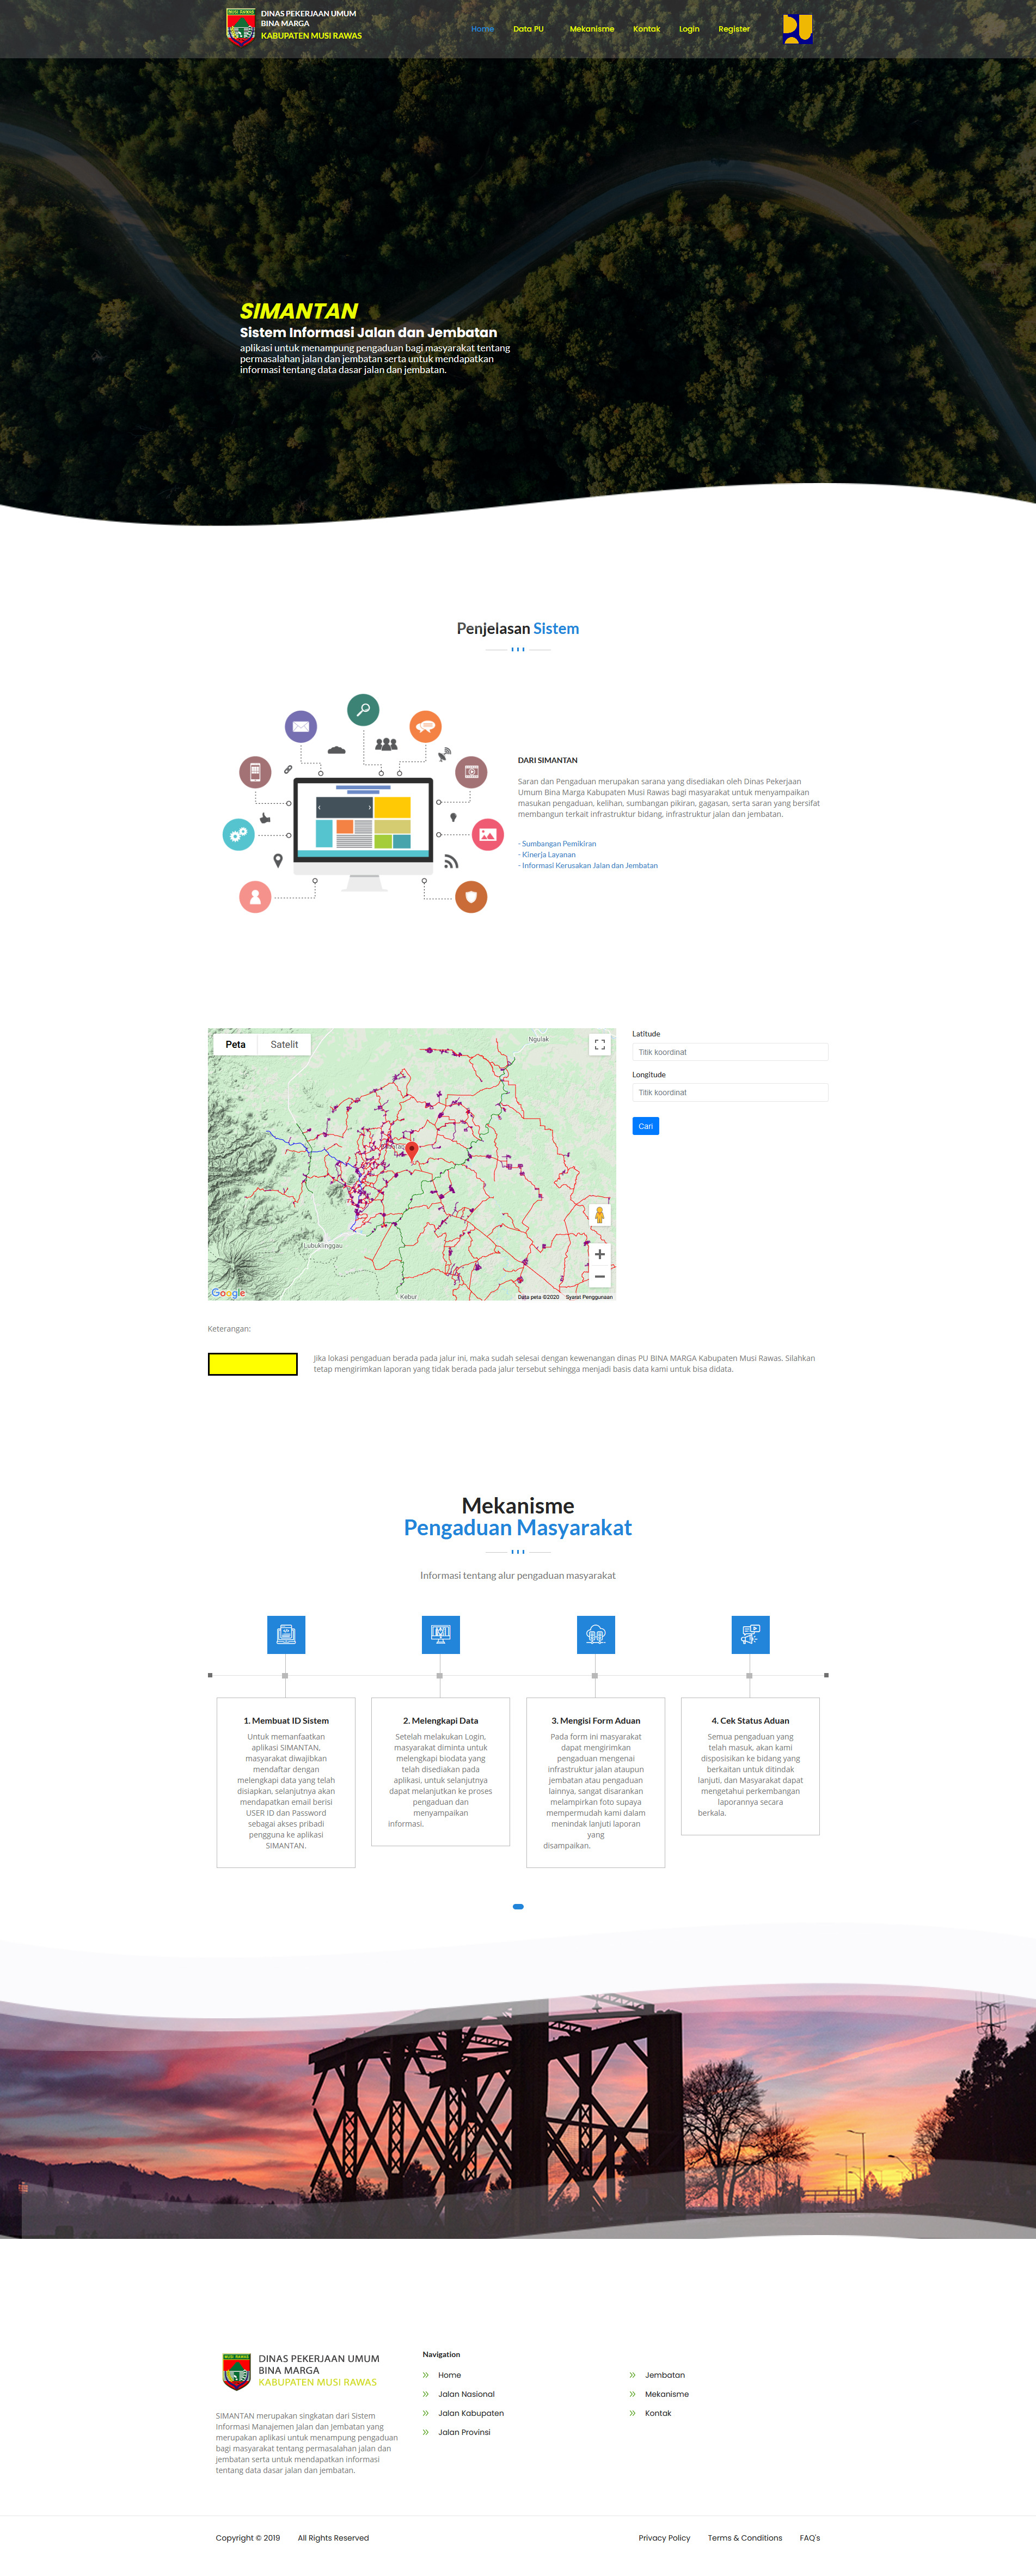 MUSI RAWAS
DINAS PEKERJAAN UMUM
BINA MARGA
KABUPATEN MUSI RAWAS
Home
Data PU
Mekanisme
Kontak
Login
Register
SIMANTAN
Sistem Informasi Jalan dan Jembatan
aplikasi untuk menampung pengaduan bagi masyarakat tentang
permasalahan jalan dan jembatan serta untuk mendapatkan
informasi tentang data dasar jalan dan jembatan.
Penjelasan Sistem
DARI SIMANTAN
Saran dan Pengaduan merupakan sarana yang disediakan oleh Dinas Pekerjaan
Umum Bina Marga Kabupaten Musi Rawas bagi masyarakat untuk menyampaikan
masukan pengaduan, kelihan, sumbangan pikiran, gagasan, serta saran yang bersifat
membangun terkait infrastruktur bidang, infrastruktur jalan dan jembatan.
- Sumbangan Pemikiran
- Kinerja Layanan
- Informasi Kerusakan Jalan dan Jembatan
Peta
Satelit
Ngulak
Lubuklinggau
Kebur
Google
Data peta ©2020
Syarat Penggunaan
Latitude
Titik koordinat
Longitude
Titik koordinat
Cari
Keterangan:
Jika lokasi pengaduan berada pada jalur ini, maka sudah selesai dengan kewenangan dinas PU BINA MARGA Kabupaten Musi Rawas. Silahkan
tetap mengirimkan laporan yang tidak berada pada jalur tersebut sehingga menjadi basis data kami untuk bisa didata.
Mekanisme
Pengaduan Masyarakat
Informasi tentang alur pengaduan masyarakat
1. Membuat ID Sistem
Untuk memanfaatkan
aplikasi SIMANTAN,
masyarakat diwajibkan
mendaftar dengan
melengkapi data yang telah
disiapkan, selanjutnya akan
mendapatkan email berisi
USER ID dan Password
sebagai akses pribadi
pengguna ke aplikasi
SIMANTAN.
2. Melengkapi Data
Setelah melakukan Login,
masyarakat diminta untuk
melengkapi biodata yang
telah disediakan pada
aplikasi, untuk selanjutnya
dapat melanjutkan ke proses
pengaduan dan
menyampaikan
informasi.
3. Mengisi Form Aduan
Pada form ini masyarakat
dapat mengirimkan
pengaduan mengenai
infrastruktur jalan ataupun
jembatan atau pengaduan
lainnya, sangat disarankan
melampirkan foto supaya
mempermudah kami dalam
menindak lanjuti laporan
yang
disampaikan.
4. Cek Status Aduan
Semua pengaduan yang
telah masuk, akan kami
disposisikan ke bidang yang
berkaitan untuk ditindak
lanjuti, dan Masyarakat dapat
mengetahui perkembangan
laporannya secara
berkala.
MUSI RAWAS
DINAS PEKERJAAN UMUM
BINA MARGA
KABUPATEN MUSI RAWAS
SIMANTAN merupakan singkatan dari Sistem
Informasi Manajemen Jalan dan jembatan yang
merupakan aplikasi untuk menampung pengaduan
bagi masyarakat tentang permasalahan jalan dan
jembatan serta untuk mendapatkan informasi
tentang data dasar jalan dan jembatan.
Navigation
Home
Jalan Nasional
Jalan Kabupaten
Jalan Provinsi
Jembatan
Mekanisme
Kontak
Copyright © 2019
All Rights Reserved
Privacy Policy
Terms & Conditions
FAQ's